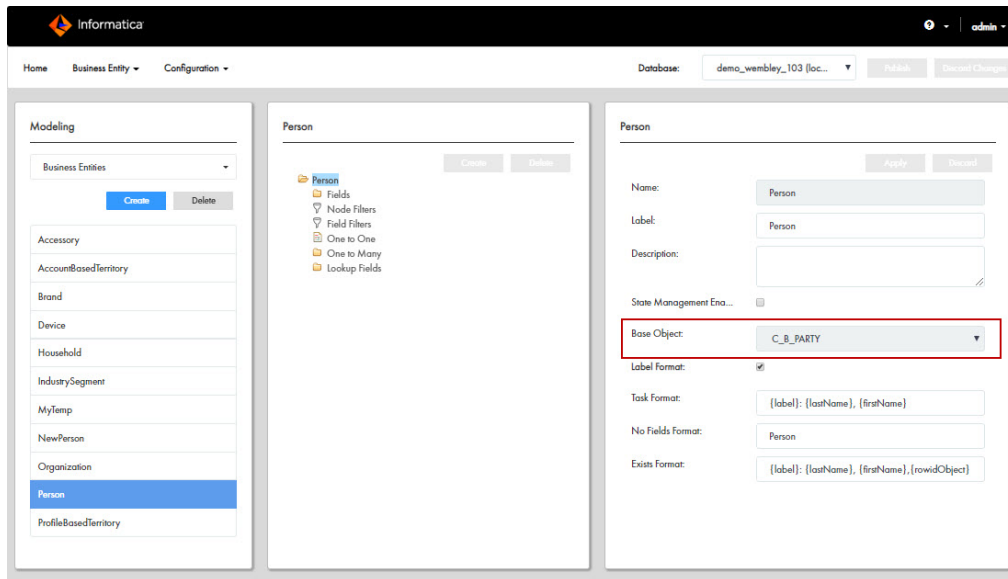 Informatica
admin
Home Business Entity Configuration Database: demo_wembley_103 (loc... Publish Discard Changes
Modeling
Business Entities
Create Delete
Accessory
AccountBasedTerritory
Brand
Device
Household
IndustrySegment
MyTemp
NewPerson
Organization
Person
ProfileBasedTerritory
Person
Create Delete
Person
Fields
Node Filters
Field Filters
One to One
One to Many
Lookup Fields
Person
Apply Discard
Name: Person
Label: Person
Description:
State Management Ena...
Base Object: C_B_PARTY
Label Format:
Task Format: {label}: {lastName}, {firstName}
No Fields Format: Person
Exists Format: {label}: {lastName}, {firstName},{rowidObject}